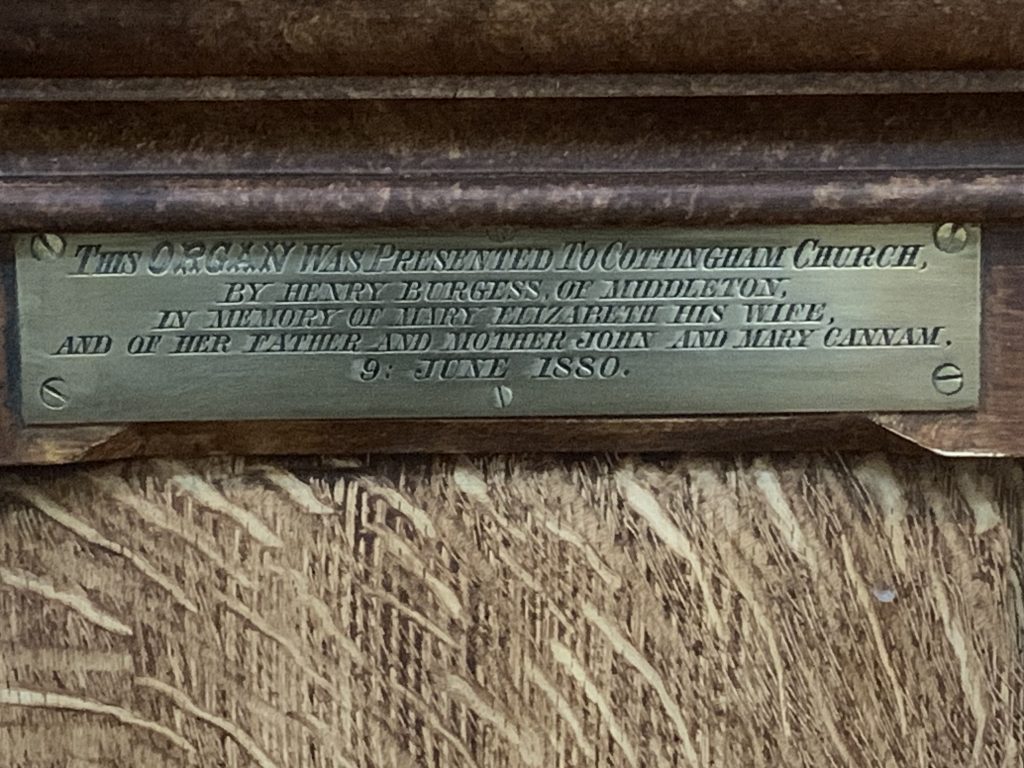 This ORGAN Was Presented To Cottingham Church,
BY HENRY BURGESS, OF MIDDLETON,
IN MEMORY OF MARY ELIZABETH HIS WIFE,
AND OF HER FATHER AND MOTHER JOHN AND MARY CANNAM.
9: JUNE 1880.